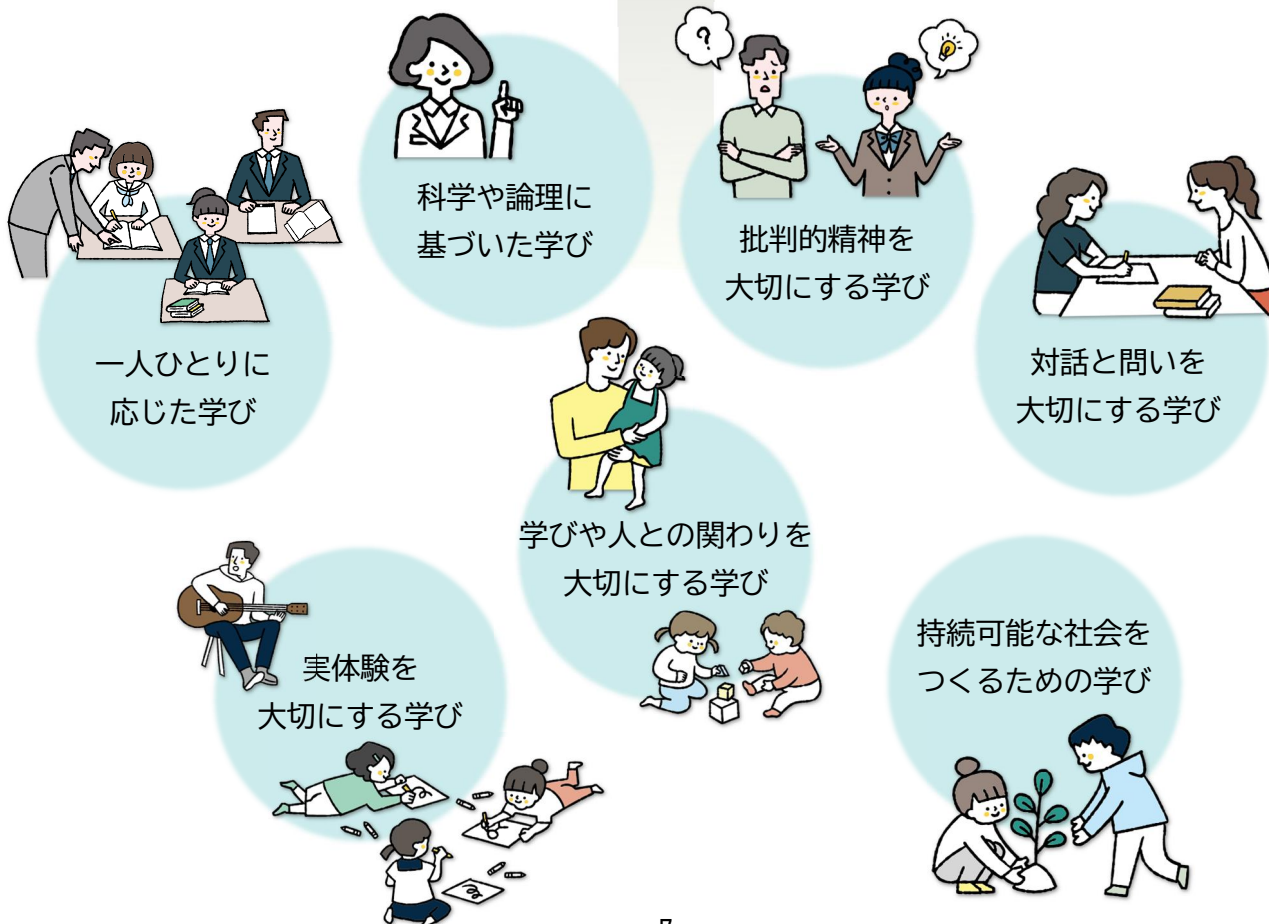 科学や論理に
基づいた学び
批判的精神を
大切にする学び
一人ひとりに
応じた学び
対話と問いを
大切にする学び
学びや人との関わりを
大切にする学び
実体験を
大切にする学び
持続可能な社会を
つくるための学び
?